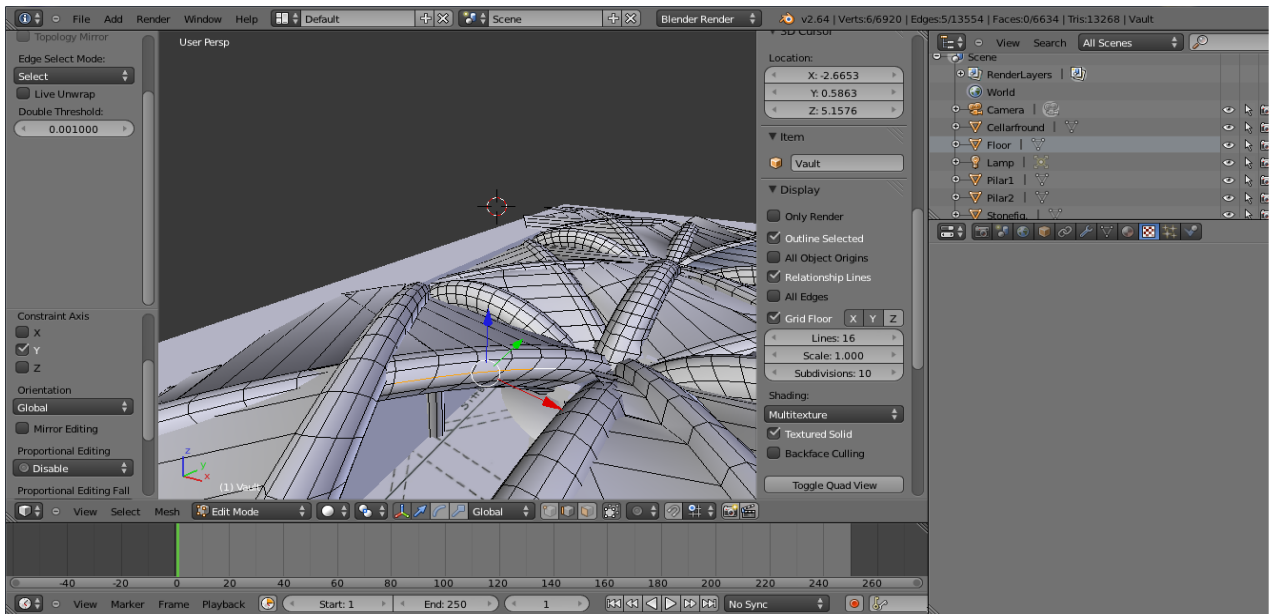 File Add Render Window Help Default Scene Blender Render v2.64 | Verts:6/6920 | Edges:5/13554 | Faces:0/6634 | Tris:13268 | Vault
Topology Mirror
Edge Select Mode:
Select
Live Unwrap
Double Threshold:
0.001000
Constraint Axis
X
Y
Z
Orientation
Global
Mirror Editing
Proportional Editing
Disable
Proportional Editing Fall
User Persp
z
y
x
(1) Vault
3D Cursor
Location:
X: -2.6653
Y: 0.5863
Z: 5.1576
Item
Vault
Display
Only Render
Outline Selected
All Object Origins
Relationship Lines
All Edges
Grid Floor X Y Z
Lines: 16
Scale: 1.000
Subdivisions: 10
Shading:
Multitexture
Textured Solid
Backface Culling
Toggle Quad View
View Search All Scenes
Scene
RenderLayers |
World
Camera |
Cellarfround |
Floor |
Lamp |
Pilar1 |
Pilar2 |
Stonefig. |
View Select Mesh Edit Mode Global
-40 -20 0 20 40 60 80 100 120 140 160 180 200 220 240 260
View Marker Frame Playback Start: 1 End: 250 1 No Sync